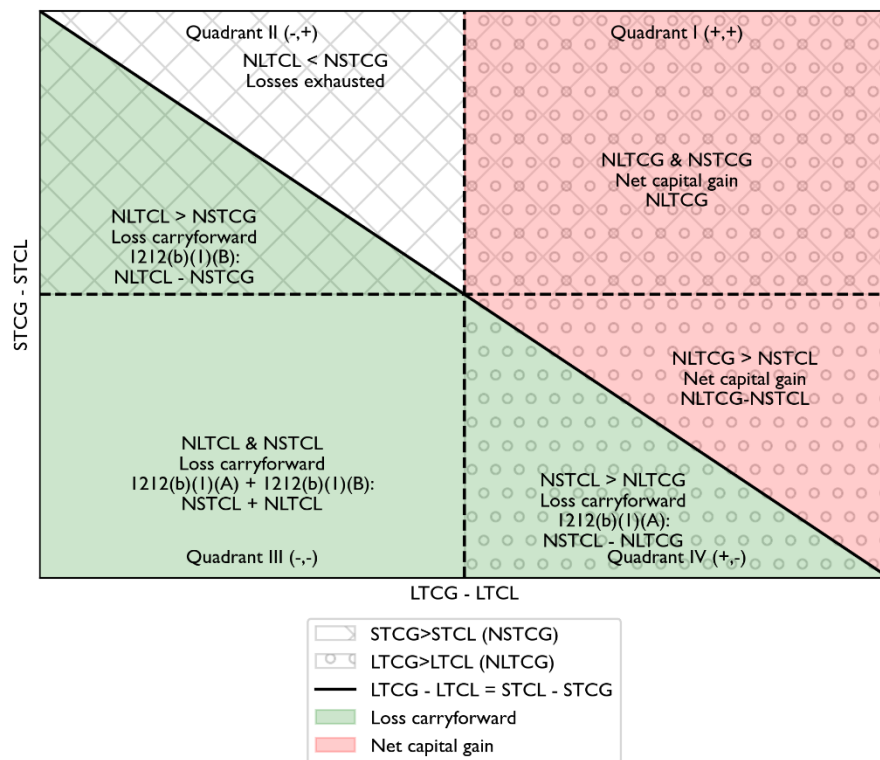 Quadrant II (-,+)
NLTCL < NSTCG
Losses exhausted
Quadrant I (+,+)
NLTCG & NSTCG
Net capital gain
NLTCG
NLTCL > NSTCG
Loss carryforward
1212(b)(1)(B):
NLTCL - NSTCG
STCG - STCL
NLTCG > NSTCL
Net capital gain
NLTCG-NSTCL
NLTCL & NSTCL
Loss carryforward
1212(b)(1)(A) + 1212(b)(1)(B):
NSTCL + NLTCL
Quadrant III (-,-)
NSTCL > NLTCG
Loss carryforward
1212(b)(1)(A):
NSTCL - NLTCG
Quadrant IV (+,-)
LTCG - LTCL
STCG>STCL (NSTCG)
LTCG>LTCL (NLTCG)
LTCG - LTCL = STCL - STCG
Loss carryforward
Net capital gain